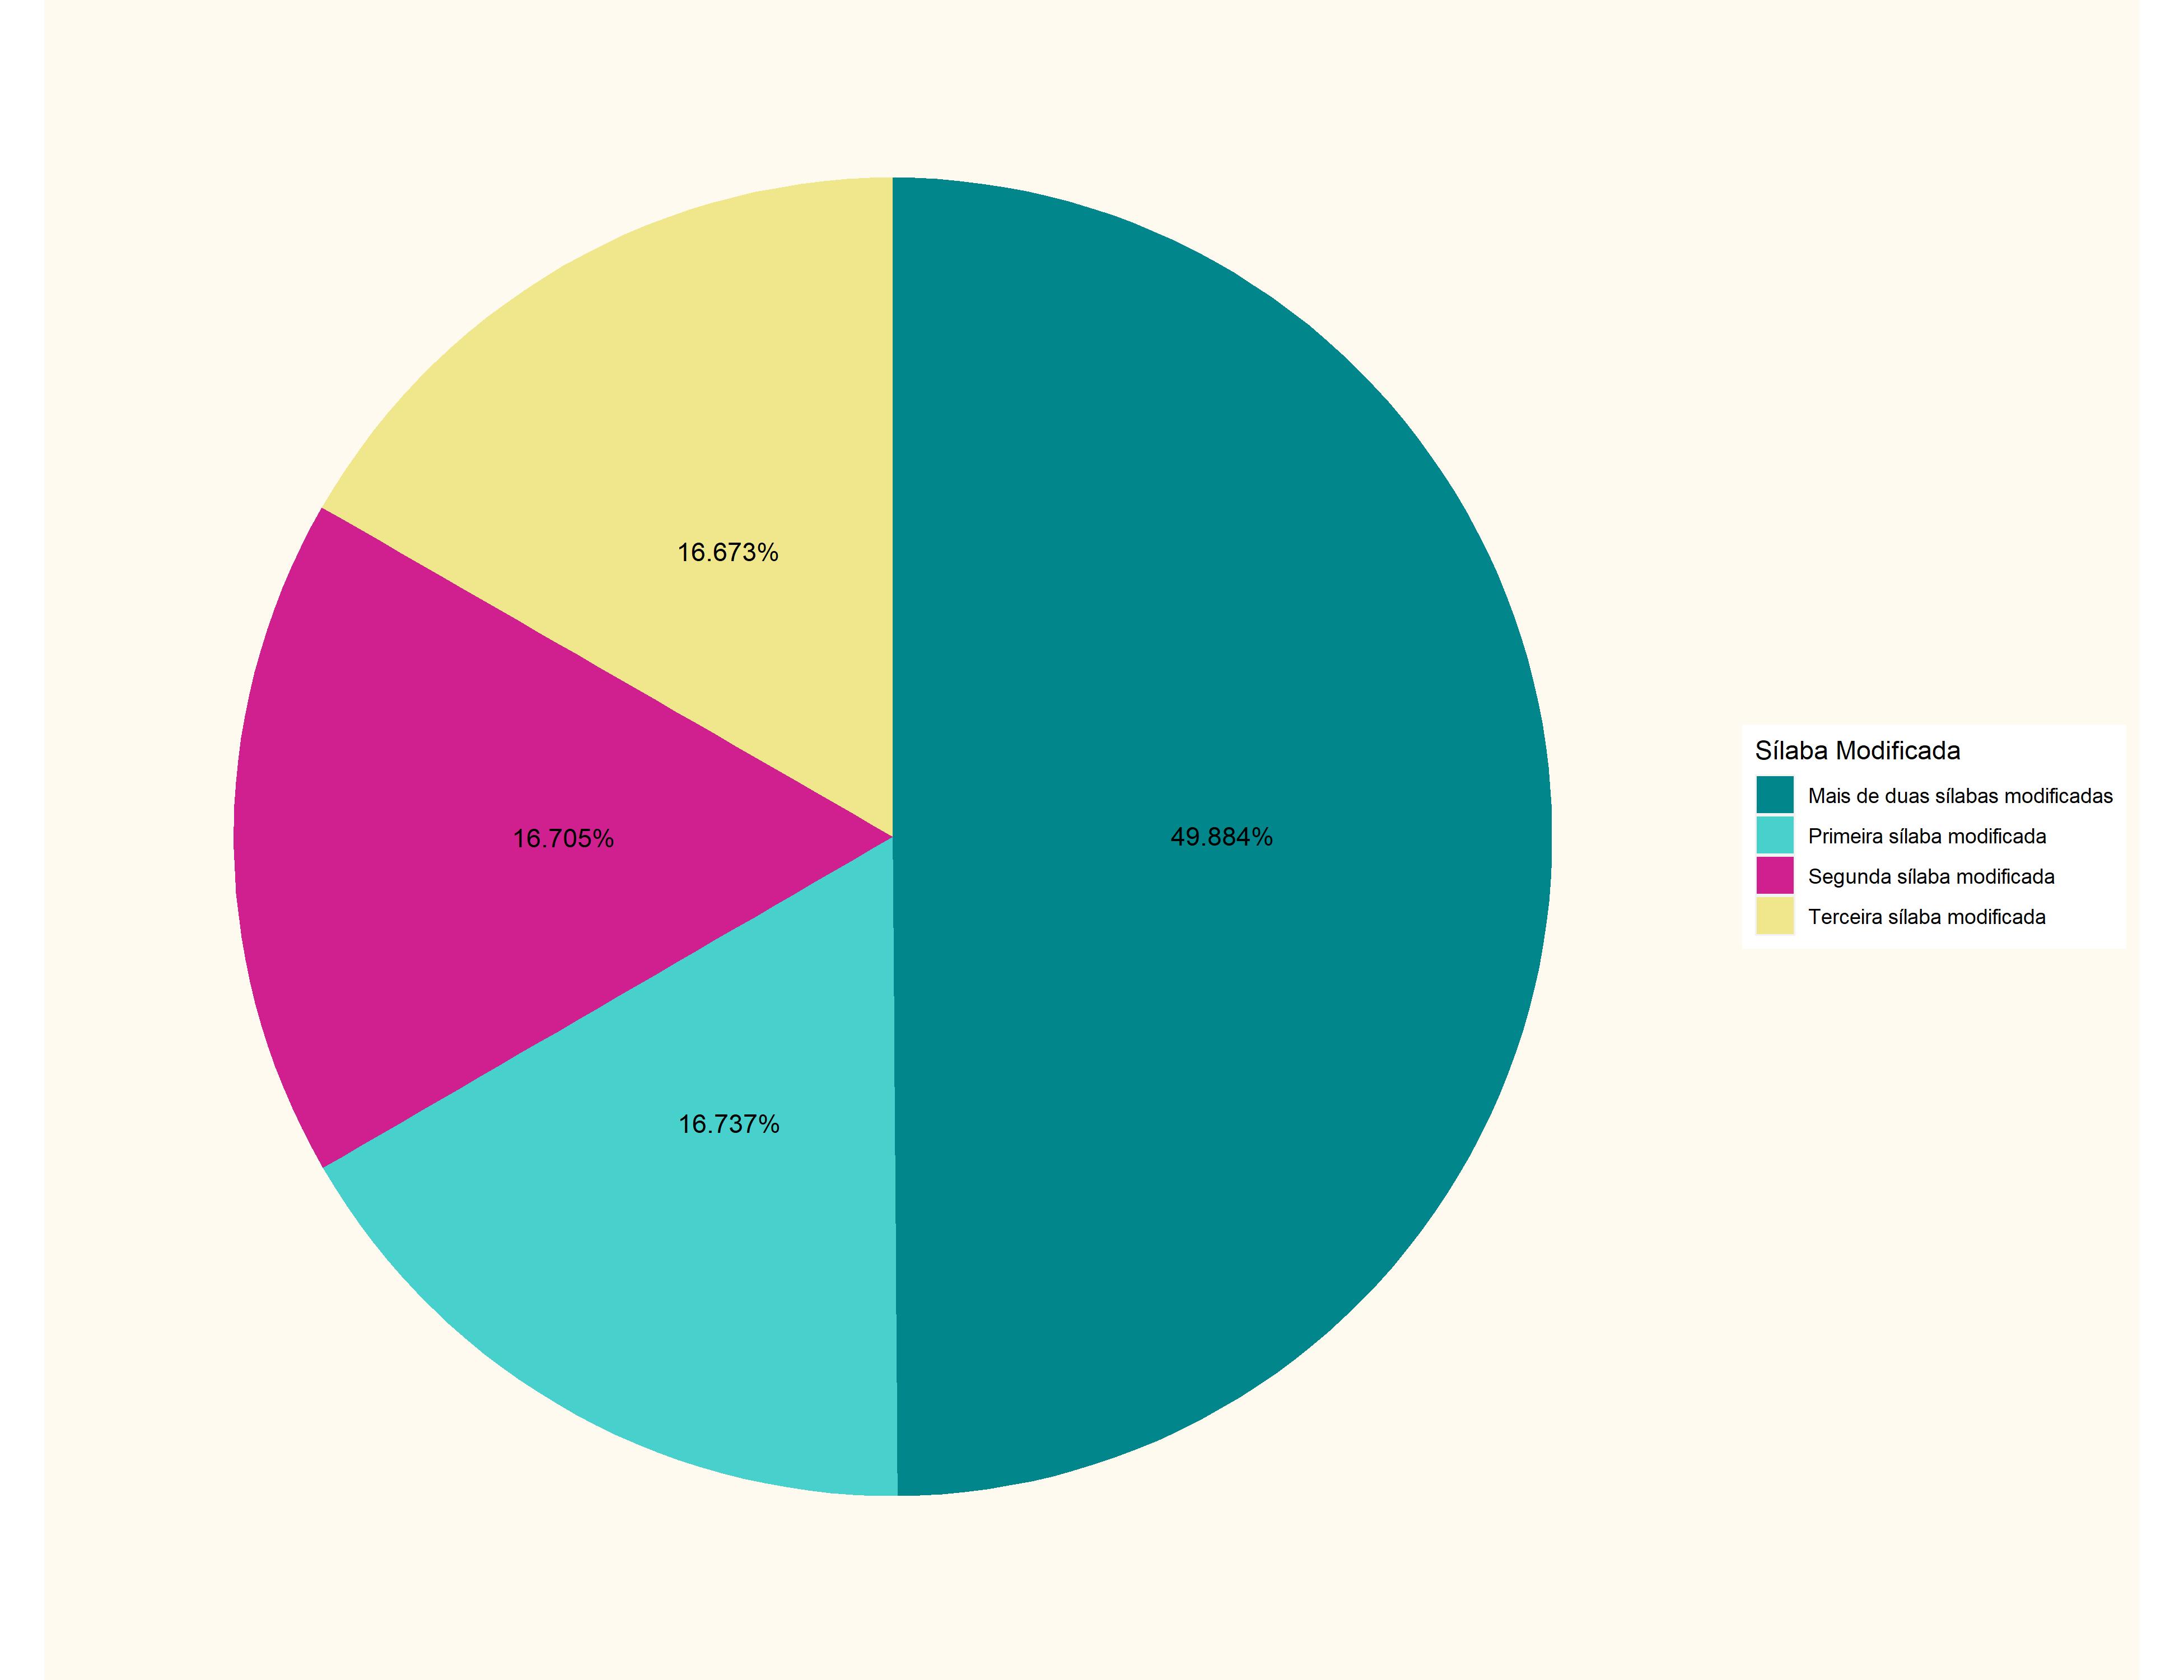 16.673%
16.705%
49.884%
16.737%
Sílaba Modificada
Mais de duas sílabas modificadas
Primeira sílaba modificada
Segunda sílaba modificada
Terceira sílaba modificada